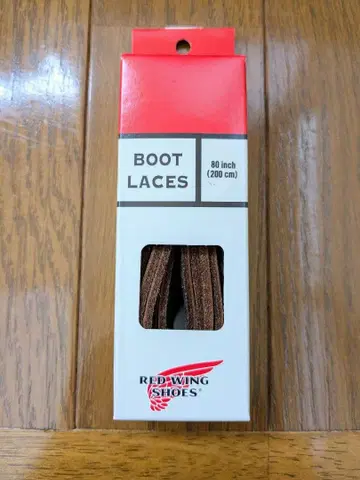 BOOT
LACES
80 inch
(200 cm)
RED WING
SHOES®